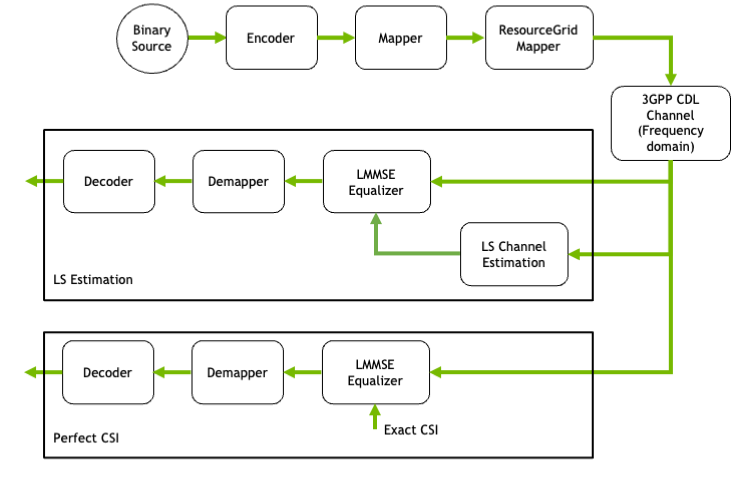 Binary
Source
Encoder
Mapper
ResourceGrid
Mapper
3GPP CDL
Channel
(Frequency
domain)
Decoder
Demapper
LMMSE
Equalizer
LS Channel
Estimation
LS Estimation
Decoder
Demapper
LMMSE
Equalizer
Exact CSI
Perfect CSI